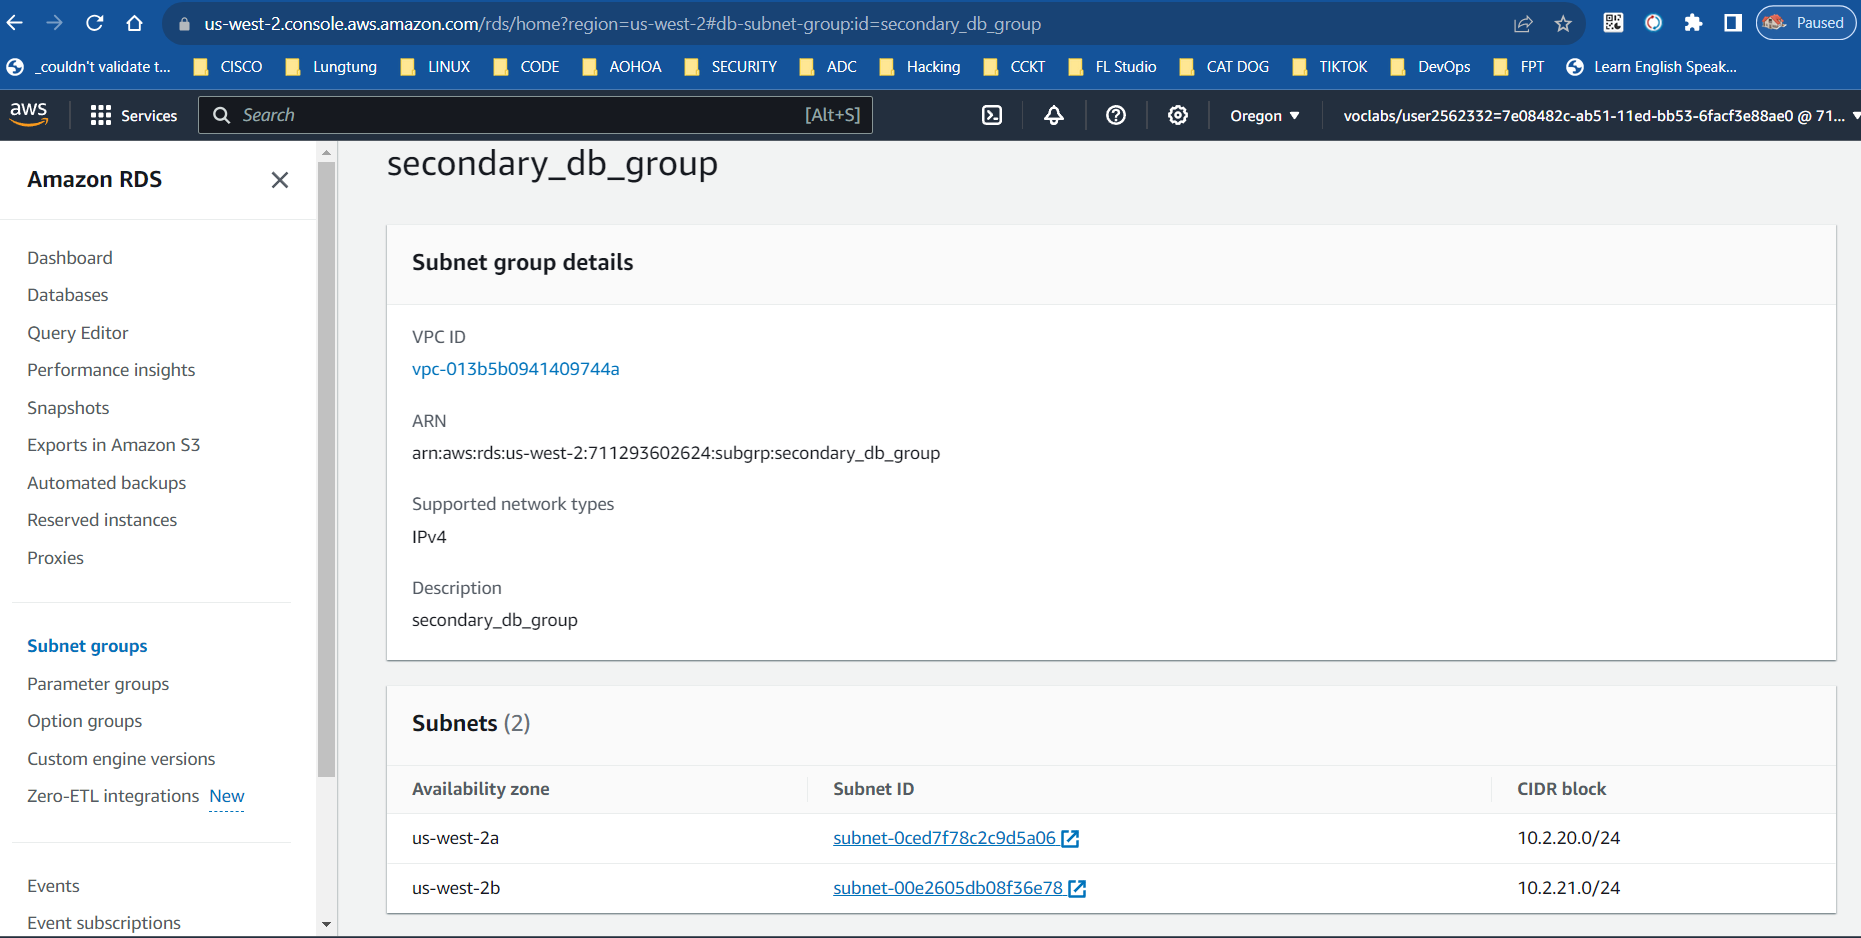 us-west-2.console.aws.amazon.com/rds/home?region=us-west-2#db-subnet-group:id=secondary_db_group Paused
_couldn't validate t... CISCO Lungtung LINUX CODE AOHOA SECURITY ADC Hacking CCKT FL Studio CAT DOG TIKTOK DevOps FPT Learn English Speak...
aws Services Search [Alt+S] Oregon voclabs/user2562332=7e08482c-ab51-11ed-bb53-6facf3e88ae0 @ 71...
Amazon RDS
Dashboard
Databases
Query Editor
Performance insights
Snapshots
Exports in Amazon S3
Automated backups
Reserved instances
Proxies
Subnet groups
Parameter groups
Option groups
Custom engine versions
Zero-ETL integrations New
Events
Event subscriptions
secondary_db_group
Subnet group details
VPC ID
vpc-013b5b0941409744a
ARN
arn:aws:rds:us-west-2:711293602624:subgrp:secondary_db_group
Supported network types
IPv4
Description
secondary_db_group
Subnets (2)
Availability zone Subnet ID CIDR block
us-west-2a subnet-0ced7f78c2c9d5a06 10.2.20.0/24
us-west-2b subnet-00e2605db08f36e78 10.2.21.0/24